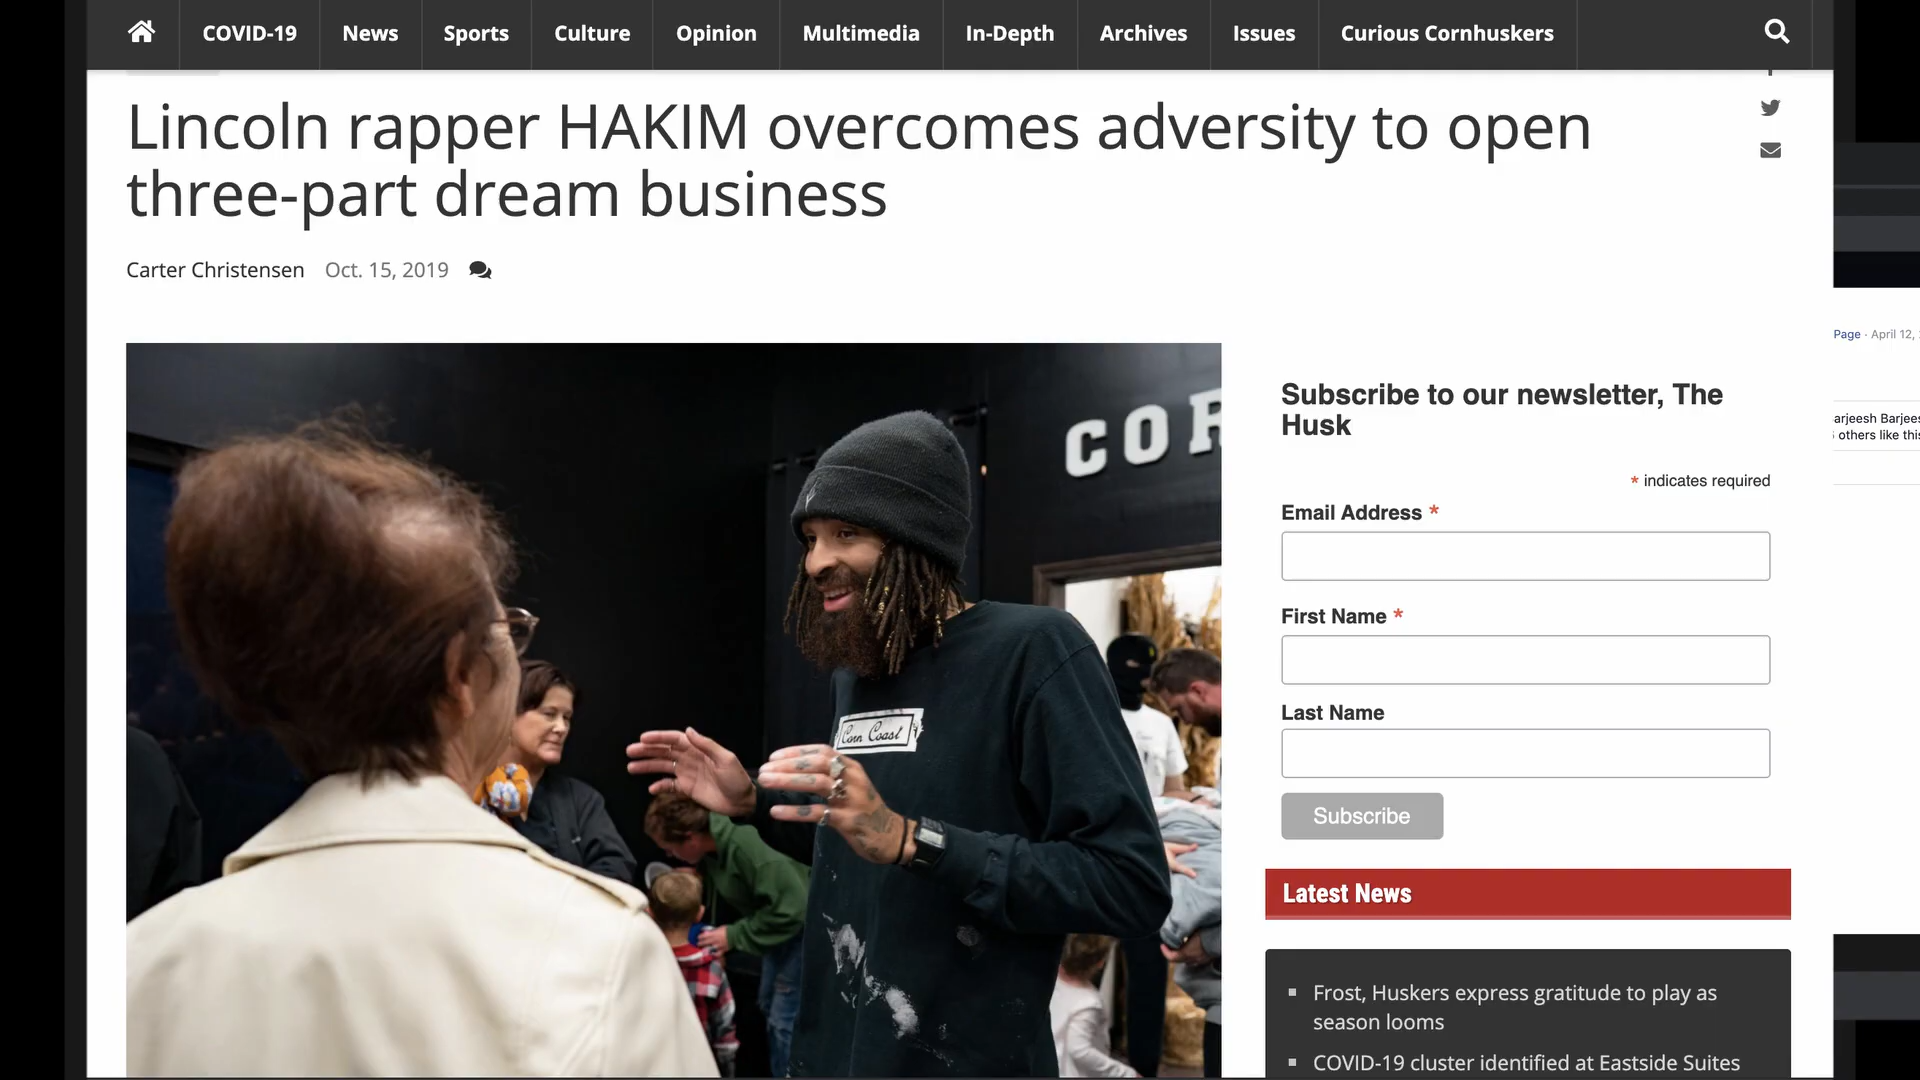 COVID-19 News Sports Culture Opinion Multimedia In-Depth Archives Issues Curious Cornhuskers
Lincoln rapper HAKIM overcomes adversity to open
three-part dream business
Carter Christensen Oct. 15, 2019
COR
Corn Coast
Subscribe to our newsletter, The
Husk
* indicates required
Email Address *
First Name *
Last Name
Subscribe
Latest News
Frost, Huskers express gratitude to play as
season looms
COVID-19 cluster identified at Eastside Suites
Page · April 12,
arjeesh Barjees
others like this